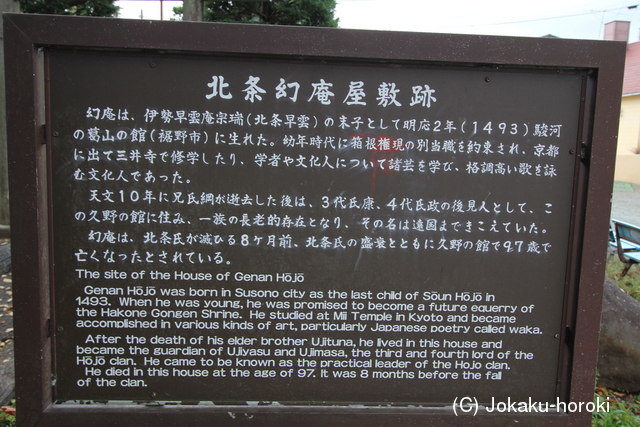 北条幻庵屋敷跡
幻庵は、伊勢早雲庵宗瑞(北条早雲)の末子として明応2年(1493)駿河
の葛山の館(裾野市)に生れた。幼年時代に箱根権現の別当職を約束され、京都
に出て三井寺で修学したり、学者や文化人について諸芸を学び、格調高い歌を詠
む文化人であった。
天文10年に兄氏綱が逝去した後は、3代氏康、4代氏政の後見人として、こ
の久野の館に住み、一族の長老的存在となり、その名は遠国まできこえていた。
幻庵は、北条氏が滅びる8ケ月前、北条氏の盛衰とともに久野の館で97歳で
亡くなったとされている。
The site of the House of Genan Hōjō
Genan Hōjō was born in Susono city as the last child of Sōun Hōjō in
1493. When he was young, he was promised to become a future equerry of
the Hakone Gongen Shrine. He studied at Mii Temple in Kyoto and became
accomplished in various kinds of art, particularly Japanese poetry called waka.
After the death of his elder brother Ujituna, he lived in this house and
became the guardian of Ujiyasu and Ujimasa, the third and fourth lord of the
Hōjō clan. He came to be known as the practical leader of the Hojo clan.
He died in this house at the age of 97. It was 8 months before the fall
of the clan.
(C) Jokaku-horoki